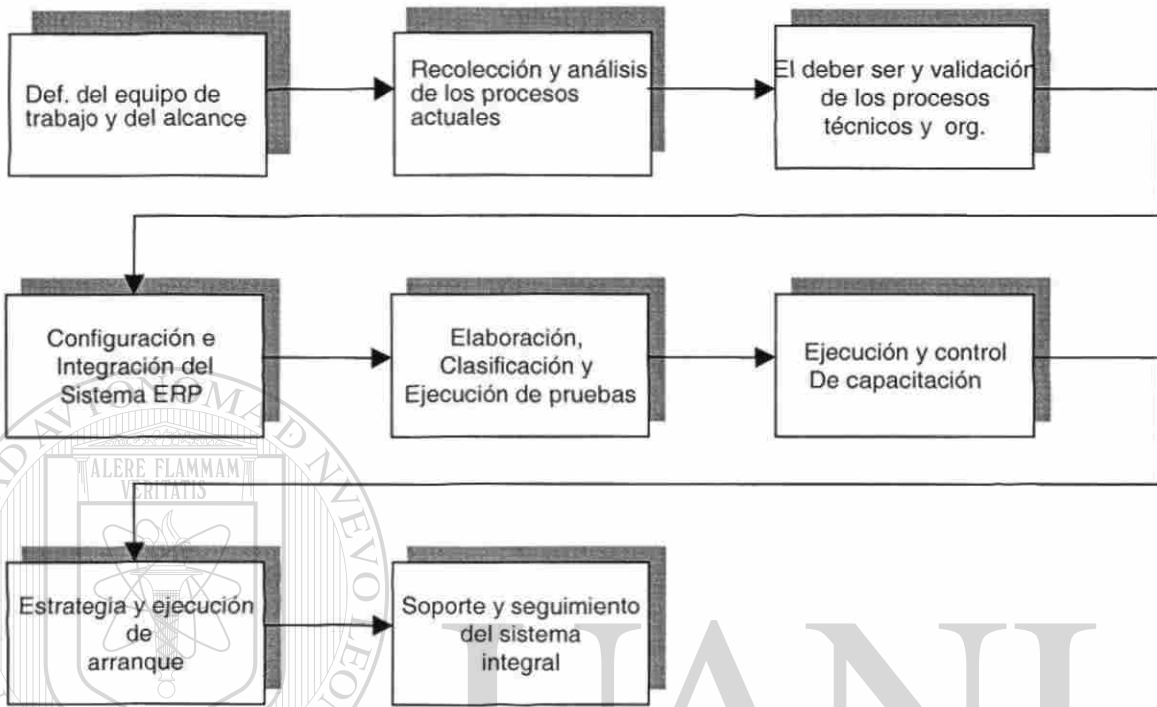 Def. del equipo de
trabajo y del alcance
Recolección y análisis
de los procesos
actuales
El deber ser y validación
de los procesos
técnicos y org.
Configuración e
Integración del
Sistema ERP
Elaboración,
Clasificación y
Ejecución de pruebas
Ejecución y control
De capacitación
Estrategia y ejecución
de
arranque
Soporte y seguimiento
del sistema
integral
ALERE FLAMMAM
VERITATIS
UANL